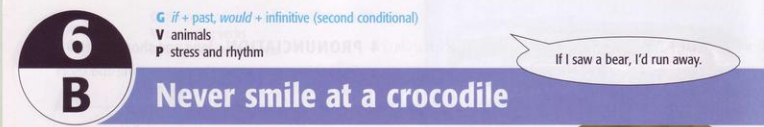 6
B
G if + past, would + infinitive (second conditional)
V animals
P stress and rhythm
If I saw a bear, I'd run away.
Never smile at a crocodile